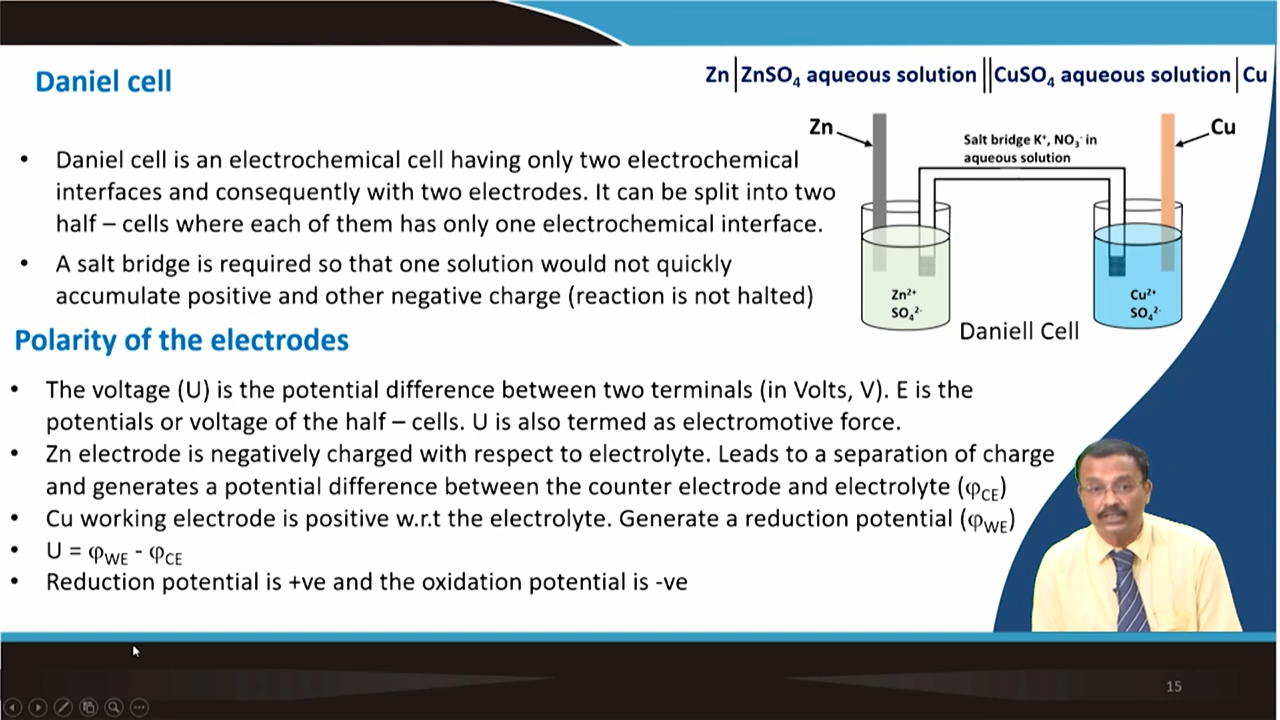 Daniel cell
Zn|ZnSO₄ aqueous solution ||CuSO₄ aqueous solution|Cu
Zn
Salt bridge K⁺, NO₃⁻ in
aqueous solution
Cu
• Daniel cell is an electrochemical cell having only two electrochemical
interfaces and consequently with two electrodes. It can be split into two
half – cells where each of them has only one electrochemical interface.
• A salt bridge is required so that one solution would not quickly
accumulate positive and other negative charge (reaction is not halted)
Zn²⁺
SO₄²⁻
Cu²⁺
SO₄²⁻
Daniell Cell
Polarity of the electrodes
• The voltage (U) is the potential difference between two terminals (in Volts, V). E is the
potentials or voltage of the half – cells. U is also termed as electromotive force.
• Zn electrode is negatively charged with respect to electrolyte. Leads to a separation of charge
and generates a potential difference between the counter electrode and electrolyte (φCE)
• Cu working electrode is positive w.r.t the electrolyte. Generate a reduction potential (φWE)
• U = φWE - φCE
• Reduction potential is +ve and the oxidation potential is -ve
15